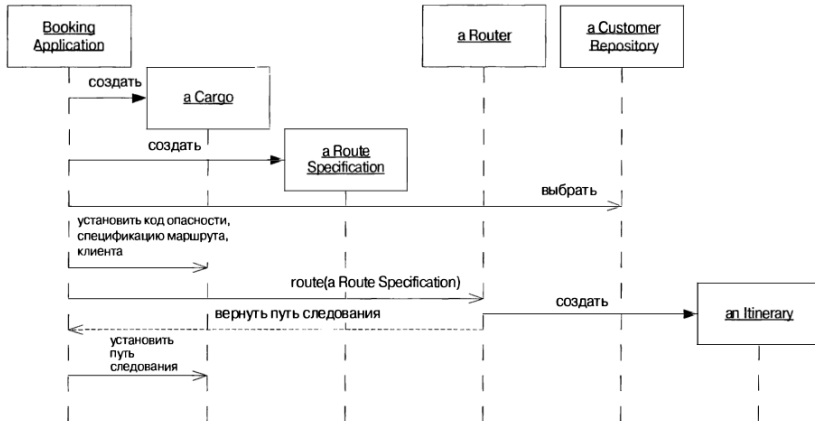 Booking
Application
a Router
a Customer
Repository
создать
a Cargo
создать
a Route
Specification
выбрать
установить код опасности,
спецификацию маршрута,
клиента
route(a Route Specification)
создать
an Itinerary
вернуть путь следования
установить
путь
следования